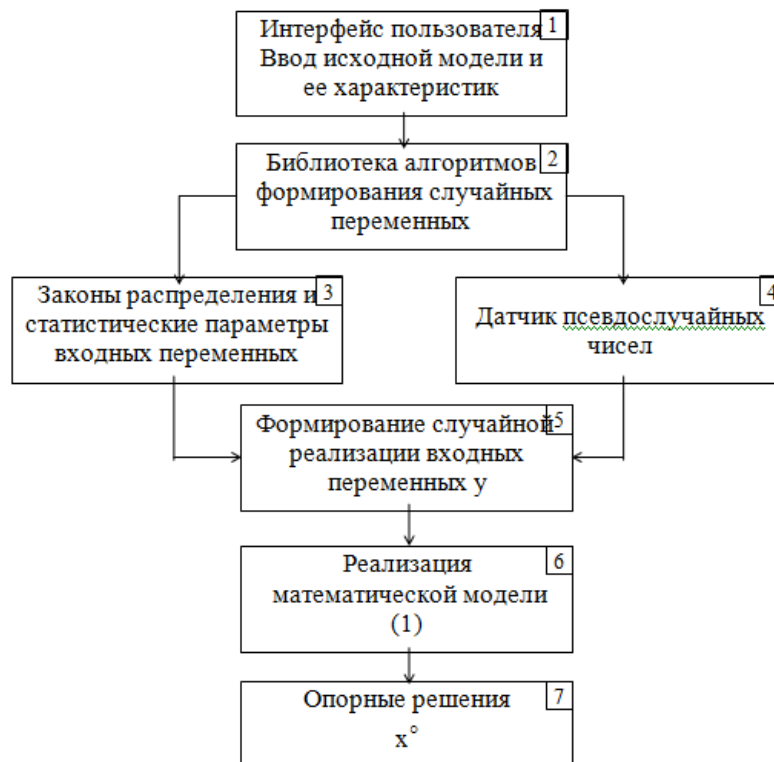 1
Интерфейс пользователя
Ввод исходной модели и
ее характеристик
2
Библиотека алгоритмов
формирования случайных
переменных
3
Законы распределения и
статистические параметры
входных переменных
4
Датчик псевдослучайных
чисел
5
Формирование случайной
реализации входных
переменных y
6
Реализация
математической модели
(1)
7
Опорные решения
x°